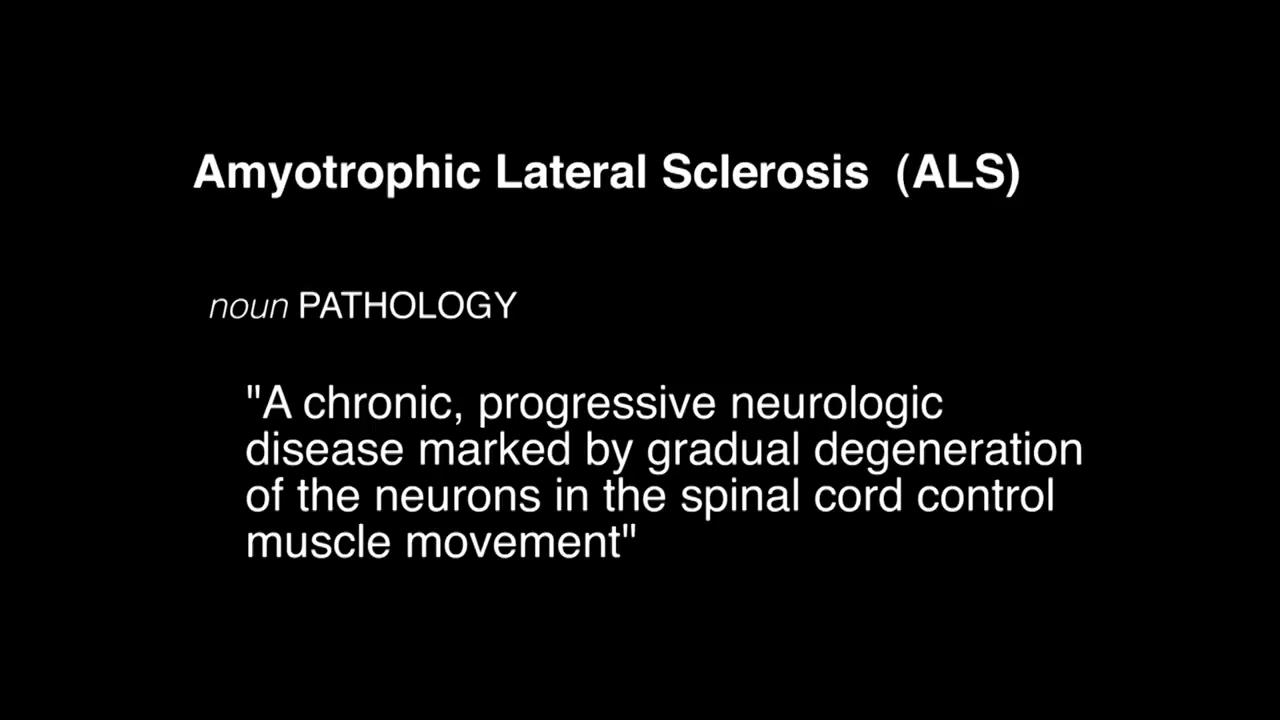 Amyotrophic Lateral Sclerosis (ALS)
noun PATHOLOGY
"A chronic, progressive neurologic
disease marked by gradual degeneration
of the neurons in the spinal cord control
muscle movement"